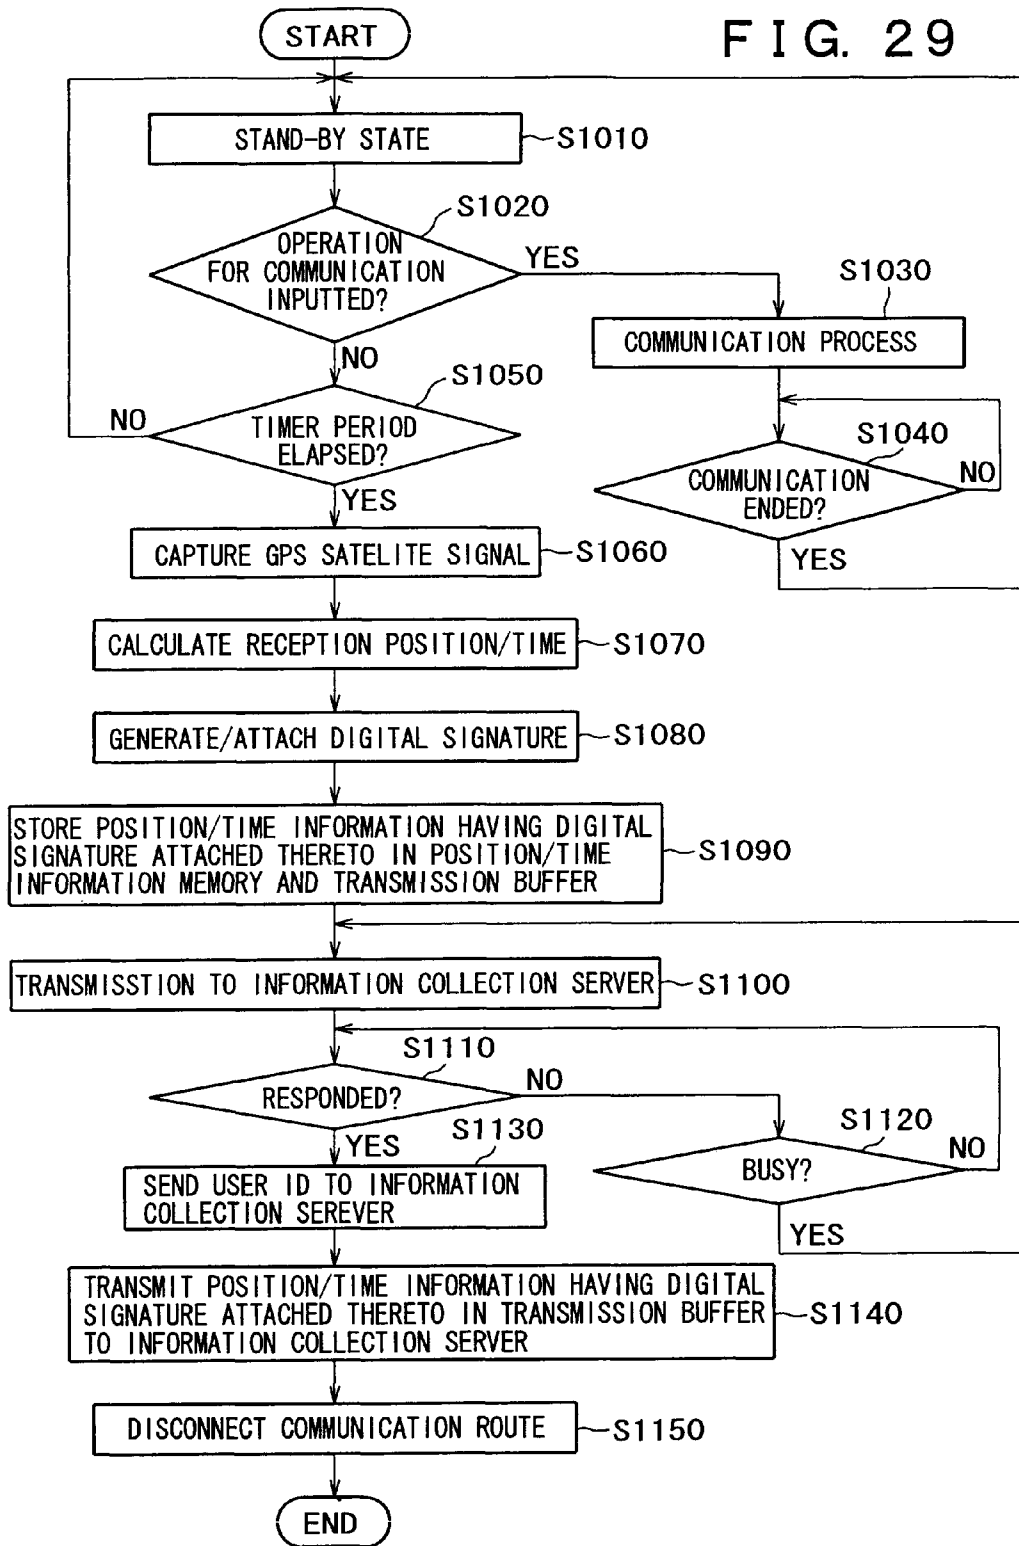 FIG. 29
START
STAND-BY STATE
S1010
S1020
OPERATION
FOR COMMUNICATION
INPUTTED?
YES
NO
S1030
COMMUNICATION PROCESS
S1050
TIMER PERIOD
ELAPSED?
NO
YES
S1040
COMMUNICATION
ENDED?
NO
YES
CAPTURE GPS SATELITE SIGNAL
S1060
CALCULATE RECEPTION POSITION/TIME
S1070
GENERATE/ATTACH DIGITAL SIGNATURE
S1080
STORE POSITION/TIME INFORMATION HAVING DIGITAL
SIGNATURE ATTACHED THERETO IN POSITION/TIME
INFORMATION MEMORY AND TRANSMISSION BUFFER
S1090
TRANSMISSTION TO INFORMATION COLLECTION SERVER
S1100
S1110
RESPONDED?
NO
YES
S1120
BUSY?
NO
YES
S1130
SEND USER ID TO INFORMATION
COLLECTION SEREVER
TRANSMIT POSITION/TIME INFORMATION HAVING DIGITAL
SIGNATURE ATTACHED THERETO IN TRANSMISSION BUFFER
TO INFORMATION COLLECTION SERVER
S1140
DISCONNECT COMMUNICATION ROUTE
S1150
END